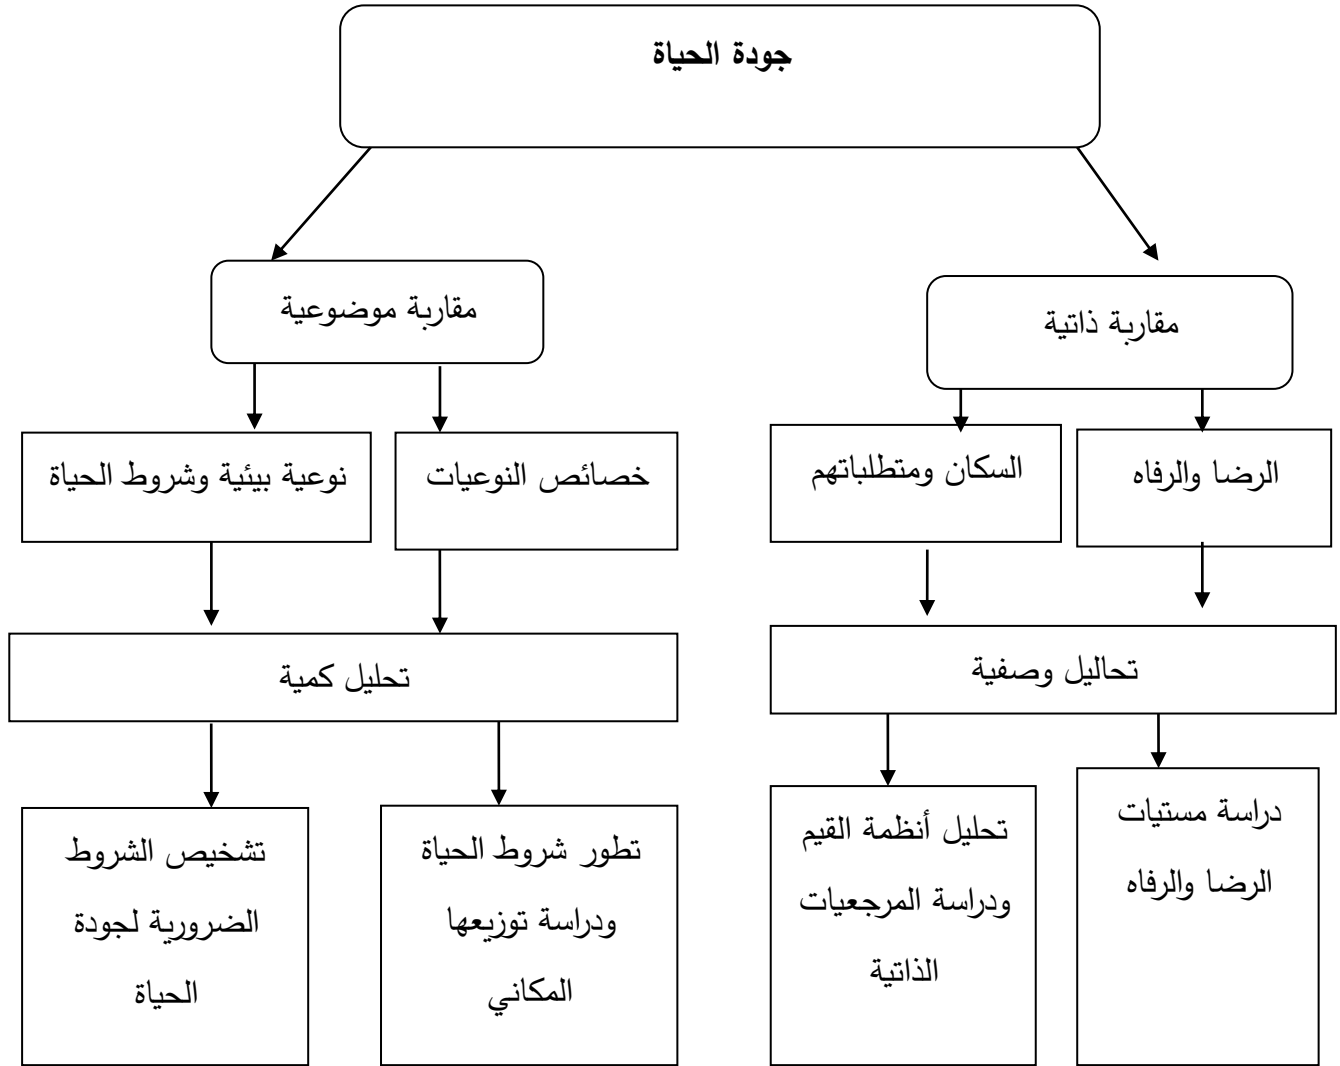 جودة الحياة
مقاربة ذاتية
مقاربة موضوعية
الرضا والرفاه
السكان ومتطلباتهم
خصائص النوعيات
نوعية بيئية وشروط الحياة
تحاليل وصفية
تحليل كمية
دراسة مستيات
الرضا والرفاه
تحليل أنظمة القيم
ودراسة المرجعيات
الذاتية
تطور شروط الحياة
ودراسة توزيعها
المكاني
تشخيص الشروط
الضرورية لجودة
الحياة